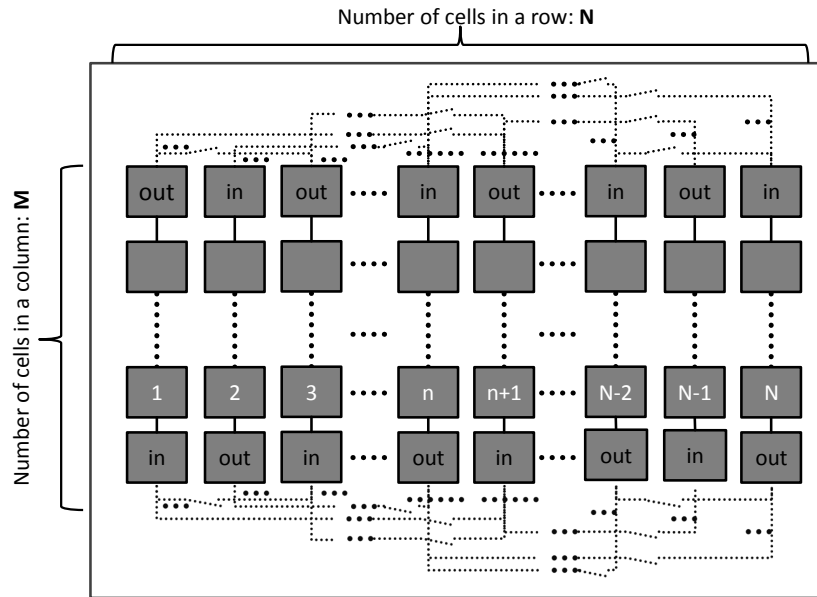 Number of cells in a row: N
Number of cells in a column: M
out in out in out in out in
1 2 3 n n+1 N-2 N-1 N
in out in out in out in out